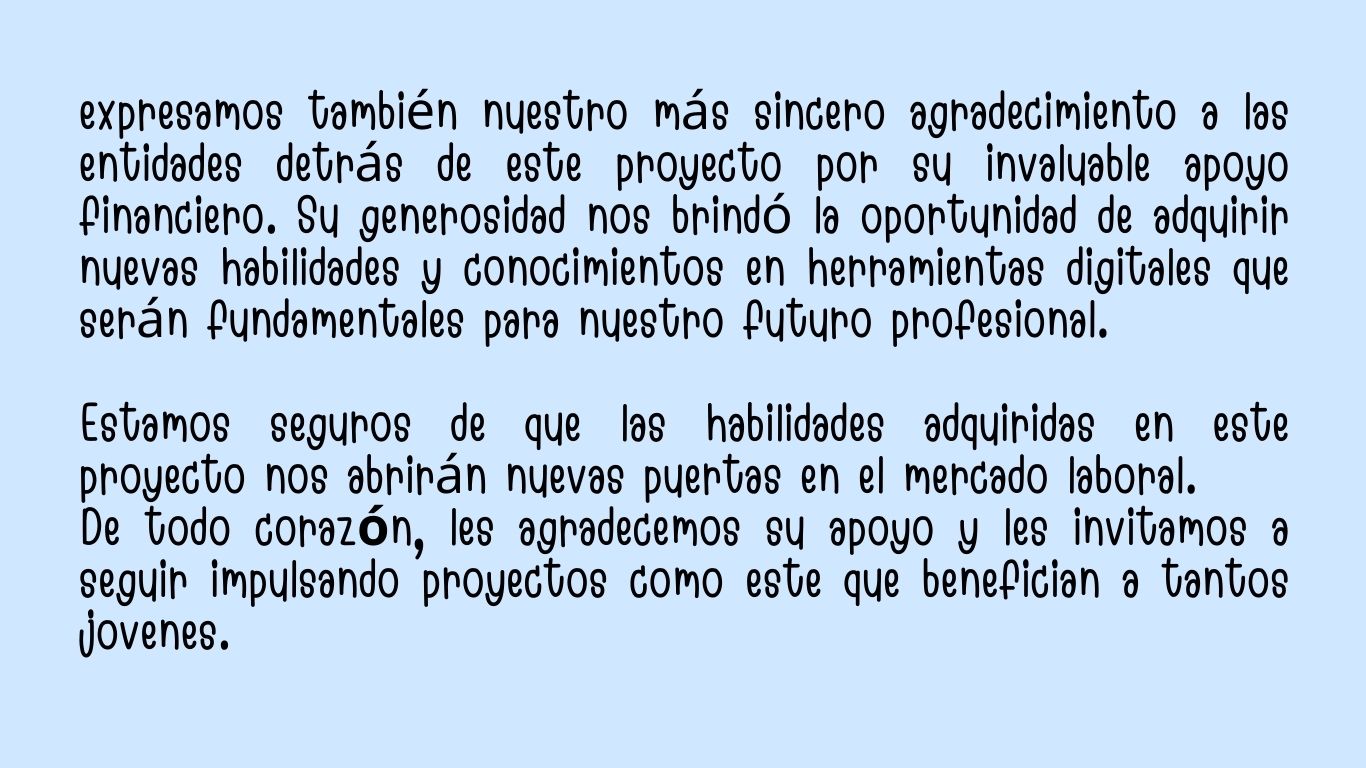 expresamos también nuestro más sincero agradecimiento a las
entidades detrás de este proyecto por su invaluable apoyo
financiero. Su generosidad nos brindó la oportunidad de adquirir
nuevas habilidades y conocimientos en herramientas digitales que
serán fundamentales para nuestro futuro profesional.
Estamos seguros de que las habilidades adquiridas en este
proyecto nos abrirán nuevas puertas en el mercado laboral.
De todo corazón, les agradecemos su apoyo y les invitamos a
seguir impulsando proyectos como este que benefician a tantos
jovenes.